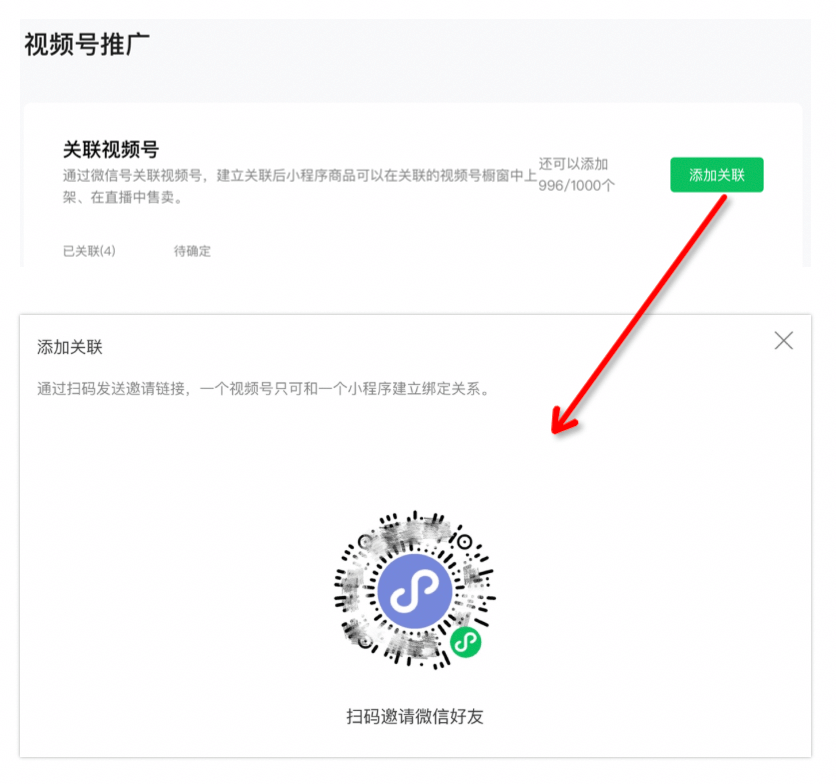 视频号推广
关联视频号
通过微信号关联视频号，建立关联后小程序商品可以在关联的视频号橱窗中上
架、在直播中售卖。
还可以添加
996/1000个
添加关联
已关联(4)
待确定
添加关联
通过扫码发送邀请链接，一个视频号只可和一个小程序建立绑定关系。
扫码邀请微信好友